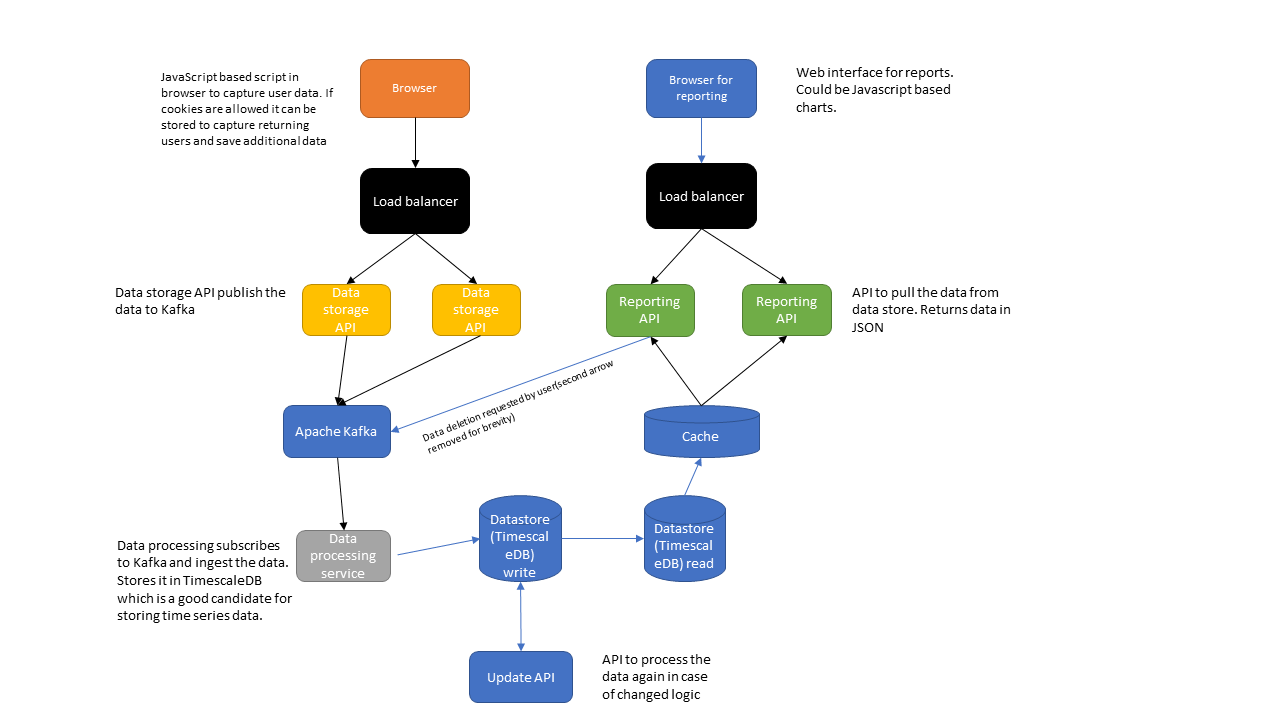 JavaScript based script in
browser to capture user data. If
cookies are allowed it can be
stored to capture returning
users and save additional data
Browser
Browser for
reporting
Web interface for reports.
Could be Javascript based
charts.
Load balancer
Load balancer
Data storage API publish the
data to Kafka
Data
storage
API
Data
storage
API
Reporting
API
Reporting
API
API to pull the data from
data store. Returns data in
JSON
Data deletion requested by user(second arrow
removed for brevity)
Apache Kafka
Cache
Data processing subscribes
to Kafka and ingest the data.
Stores it in TimescaleDB
which is a good candidate for
storing time series data.
Data
processing
service
Datastore
(Timescal
eDB)
write
Datastore
(Timescal
eDB) read
Update API
API to process the
data again in case
of changed logic